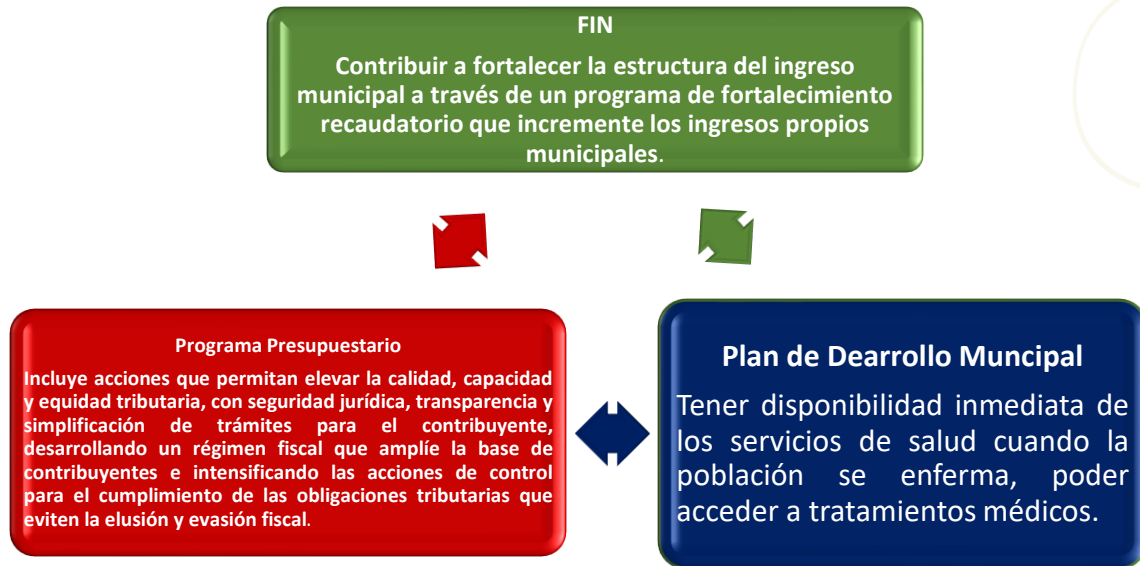 FIN
Contribuir a fortalecer la estructura del ingreso
municipal a través de un programa de fortalecimiento
recaudatorio que incremente los ingresos propios
municipales.
Programa Presupuestario
Incluye acciones que permitan elevar la calidad, capacidad
y equidad tributaria, con seguridad jurídica, transparencia y
simplificación de trámites para el contribuyente,
desarrollando un régimen fiscal que amplíe la base de
contribuyentes e intensificando las acciones de control
para el cumplimiento de las obligaciones tributarias que
eviten la elusión y evasión fiscal.
Plan de Dearrollo Muncipal
Tener disponibilidad inmediata de
los servicios de salud cuando la
población se enferma, poder
acceder a tratamientos médicos.